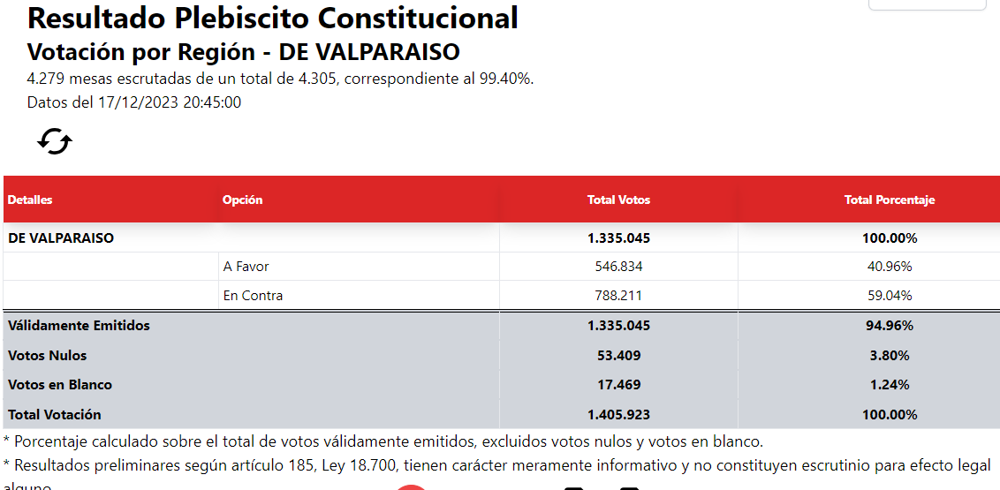 Resultado Plebiscito Constitucional
Votación por Región - DE VALPARAISO
4.279 mesas escrutadas de un total de 4.305, correspondiente al 99.40%.
Datos del 17/12/2023 20:45:00
Detalles Opción Total Votos Total Porcentaje
DE VALPARAISO 1.335.045 100.00%
A Favor 546.834 40.96%
En Contra 788.211 59.04%
Válidamente Emitidos 1.335.045 94.96%
Votos Nulos 53.409 3.80%
Votos en Blanco 17.469 1.24%
Total Votación 1.405.923 100.00%
* Porcentaje calculado sobre el total de votos válidamente emitidos, excluidos votos nulos y votos en blanco.
* Resultados preliminares según artículo 185, Ley 18.700, tienen carácter meramente informativo y no constituyen escrutinio para efecto legal
alguno